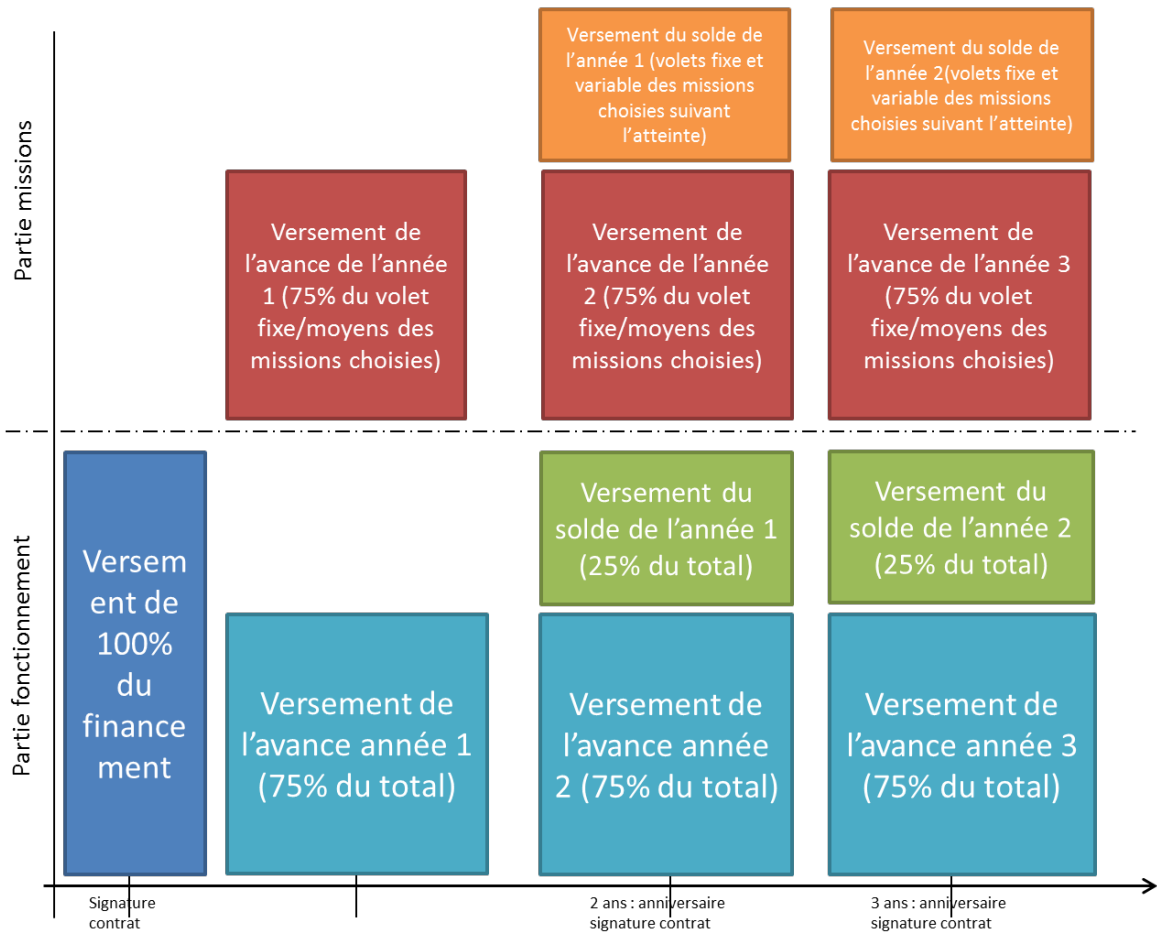 Partie missions
Versement du solde de
l'année 1 (volets fixe et
variable des missions
choisies suivant
l'atteinte)
Versement du solde de
l'année 2(volets fixe et
variable des missions
choisies suivant l'atteinte)
Versement de
l'avance de l'année
1 (75% du volet
fixe/moyens des
missions choisies)
Versement de
l'avance de l'année
2 (75% du volet
fixe/moyens des
missions choisies)
Versement de
l'avance de l'année 3
(75% du volet
fixe/moyens des
missions choisies)
Partie fonctionnement
Versem
ent de
100%
du
finance
ment
Versement de
l'avance année 1
(75% du total)
Versement du
solde de l'année 1
(25% du total)
Versement de
l'avance année
2 (75% du total)
Versement du
solde de l'année 2
(25% du total)
Versement de
l'avance année 3
(75% du total)
Signature
contrat
2 ans : anniversaire
signature contrat
3 ans : anniversaire
signature contrat